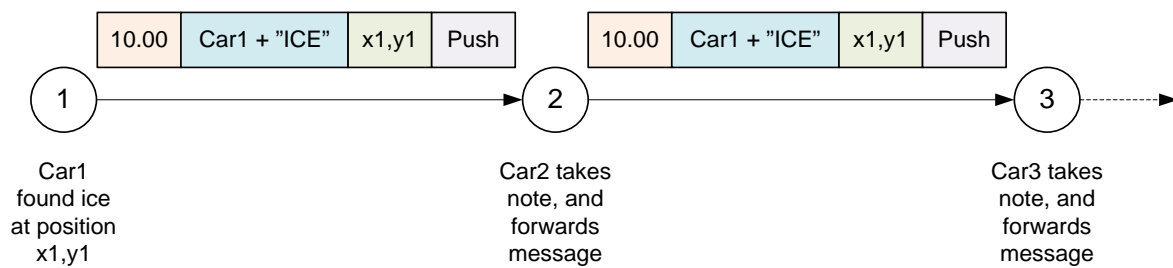 10.00 Car1 + ”ICE” x1,y1 Push
10.00 Car1 + ”ICE” x1,y1 Push
1
2
3
Car1
found ice
at position
x1,y1
Car2 takes
note, and
forwards
message
Car3 takes
note, and
forwards
message